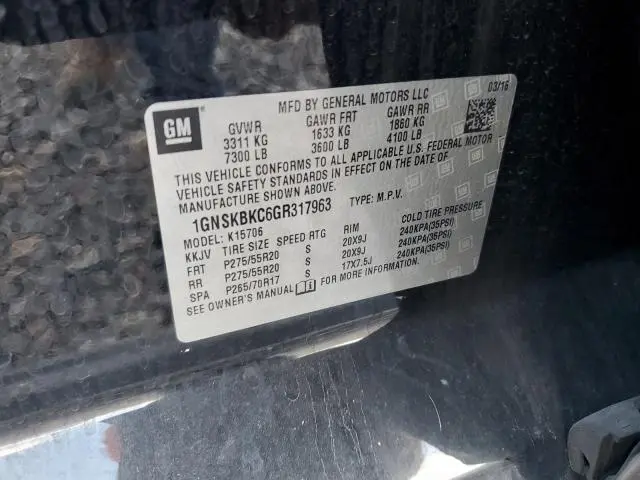 MFD BY GENERAL MOTORS LLC 03/16
GM GVWR GAWR FRT GAWR RR
3311 KG 1633 KG 1860 KG
7300 LB 3600 LB 4100 LB
THIS VEHICLE CONFORMS TO ALL APPLICABLE U.S. FEDERAL MOTOR
VEHICLE SAFETY STANDARDS IN EFFECT ON THE DATE OF
MANUFACTURE SHOWN ABOVE.
1GNSKBKC6GR317963 TYPE: M.P.V.
MODEL: K15706
KKJV TIRE SIZE SPEED RTG RIM COLD TIRE PRESSURE
FRT P275/55R20 S 20X9J 240KPA(35PSI)
RR P275/55R20 S 20X9J 240KPA(35PSI)
SPA P265/70R17 S 17X7.5J 240KPA(35PSI)
SEE OWNER'S MANUAL